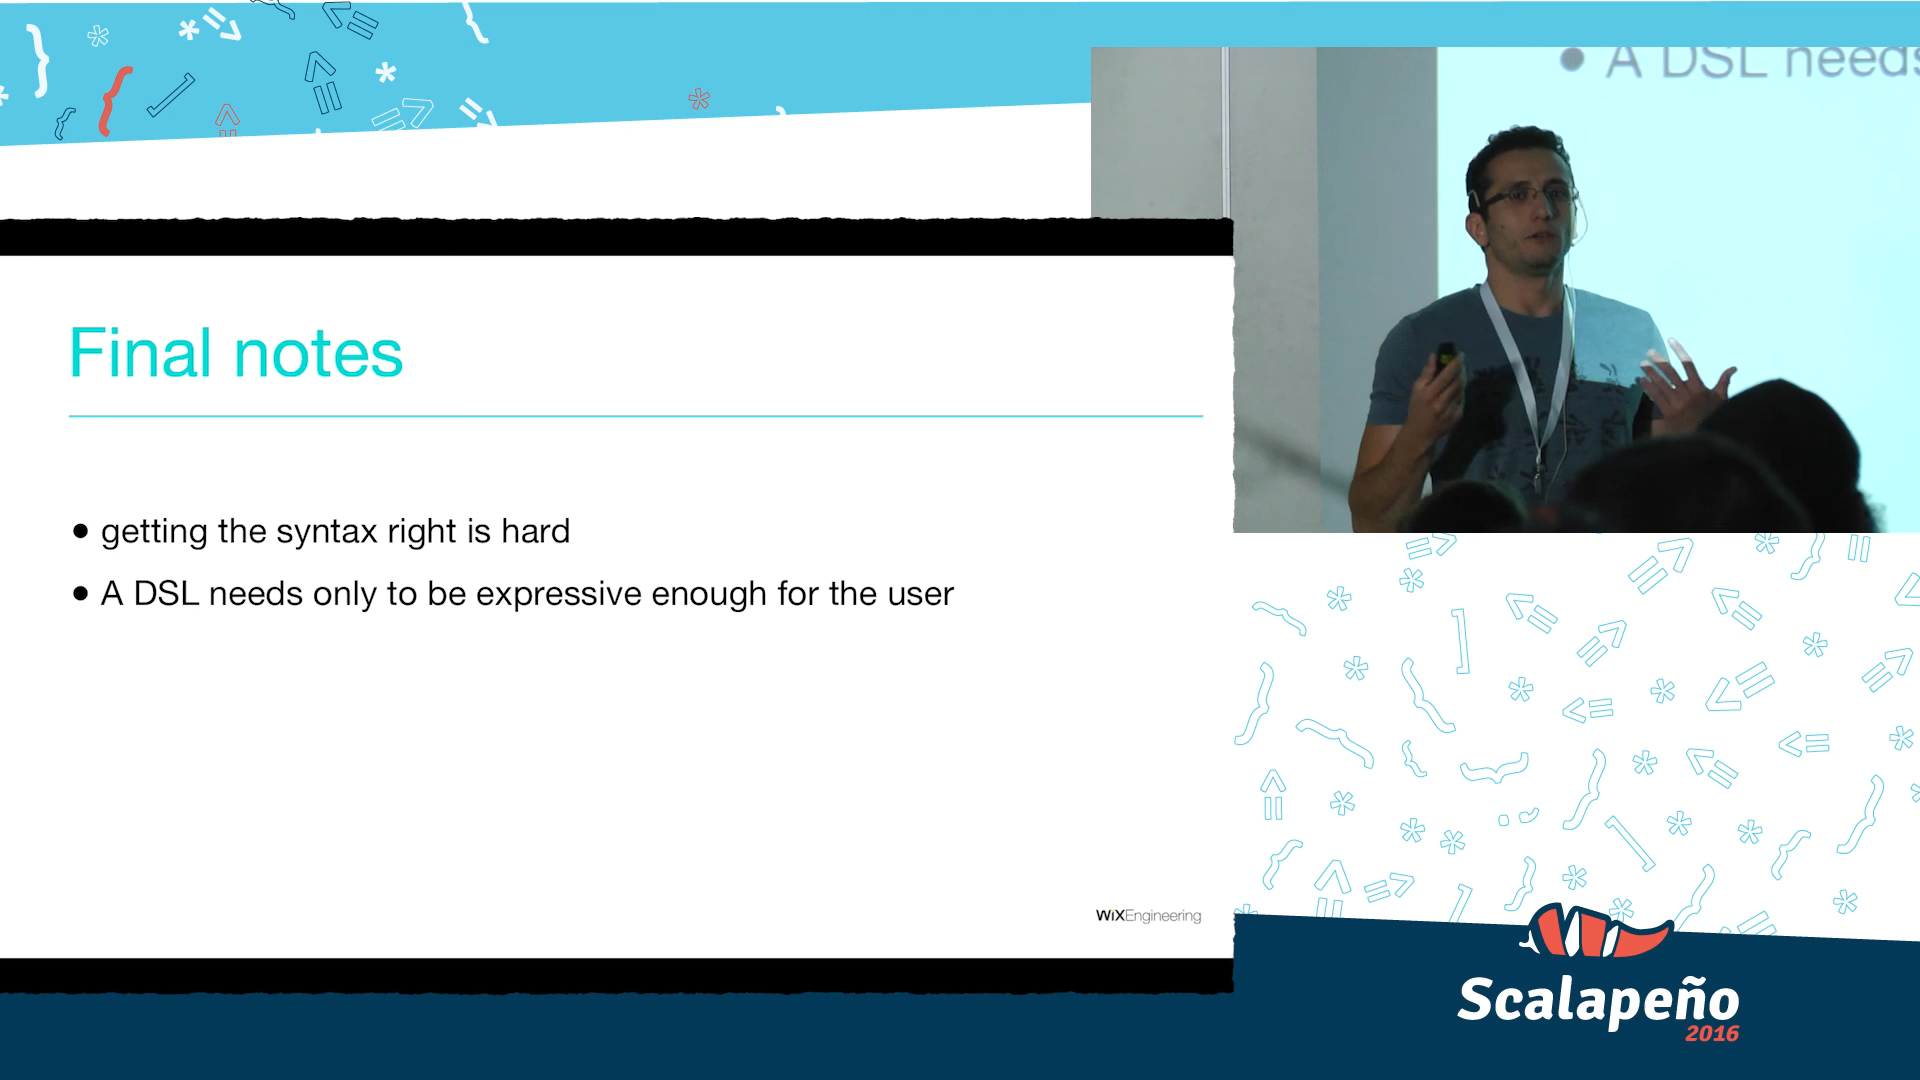 • A DSL needs
Final notes
• getting the syntax right is hard
• A DSL needs only to be expressive enough for the user
WiXEngineering
Scalapeño
2016